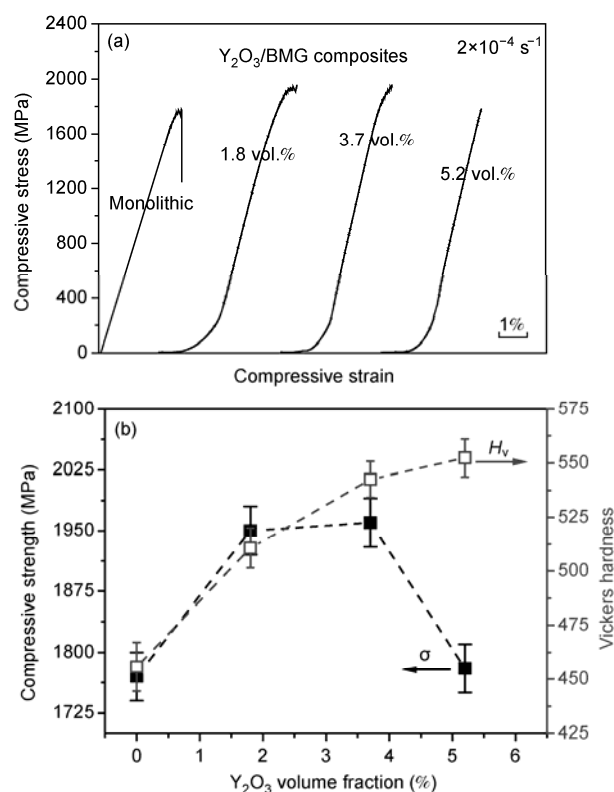 (a)
Y₂O₃/BMG composites
2×10⁻⁴ s⁻¹
2400
2000
1600
1200
800
400
0
Compressive stress (MPa)
Monolithic
1.8 vol.%
3.7 vol.%
5.2 vol.%
1%
Compressive strain
(b)
2100
2025
1950
1875
1800
1725
Compressive strength (MPa)
Hᵥ
σ
575
550
525
500
475
450
425
Vickers hardness
0 1 2 3 4 5 6
Y₂O₃ volume fraction (%)